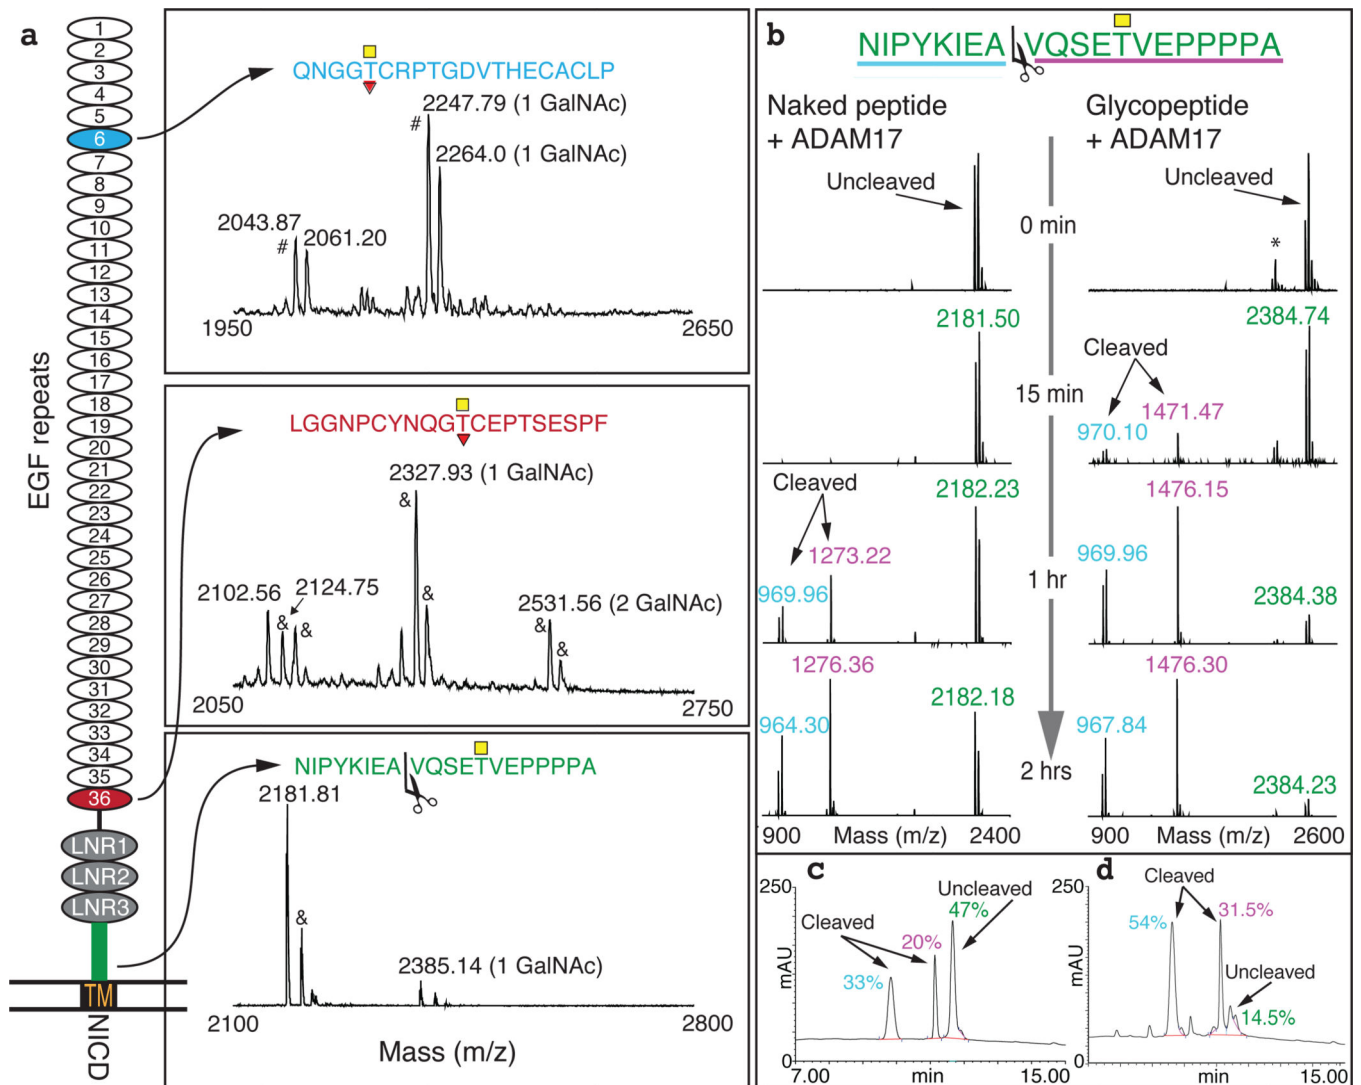 a
EGF repeats
1
2
3
4
5
6
7
8
9
10
11
12
13
14
15
16
17
18
19
20
21
22
23
24
25
26
27
28
29
30
31
32
33
34
35
36
LNR1
LNR2
LNR3
TM
NICD
QNGGTCRPTGDVTHECACLP
2247.79 (1 GalNAc)
#
2264.0 (1 GalNAc)
2043.87
#
2061.20
1950
2650
LGGNPCYNQGTCEPTSESPF
2327.93 (1 GalNAc)
&
2102.56
2124.75
&
&
&
2531.56 (2 GalNAc)
&
&
2050
2750
NIPYKIEA VQSETVEPPPPA
2181.81
&
2385.14 (1 GalNAc)
2100
2800
Mass (m/z)
b
NIPYKIEA VQSETVEPPPPA
Naked peptide
+ ADAM17
Glycopeptide
+ ADAM17
Uncleaved
Uncleaved
0 min
*
2181.50
2384.74
Cleaved
15 min
1471.47
970.10
Cleaved
2182.23
1476.15
1273.22
969.96
969.96
1 hr
2384.38
1276.36
1476.30
964.30
2182.18
967.84
2 hrs
2384.23
900
Mass (m/z)
2400
900
Mass (m/z)
2600
c
250
mAU
0
Cleaved
Uncleaved
47%
20%
33%
7.00
min
15.00
d
250
mAU
0
Cleaved
54%
31.5%
Uncleaved
14.5%
min
15.00